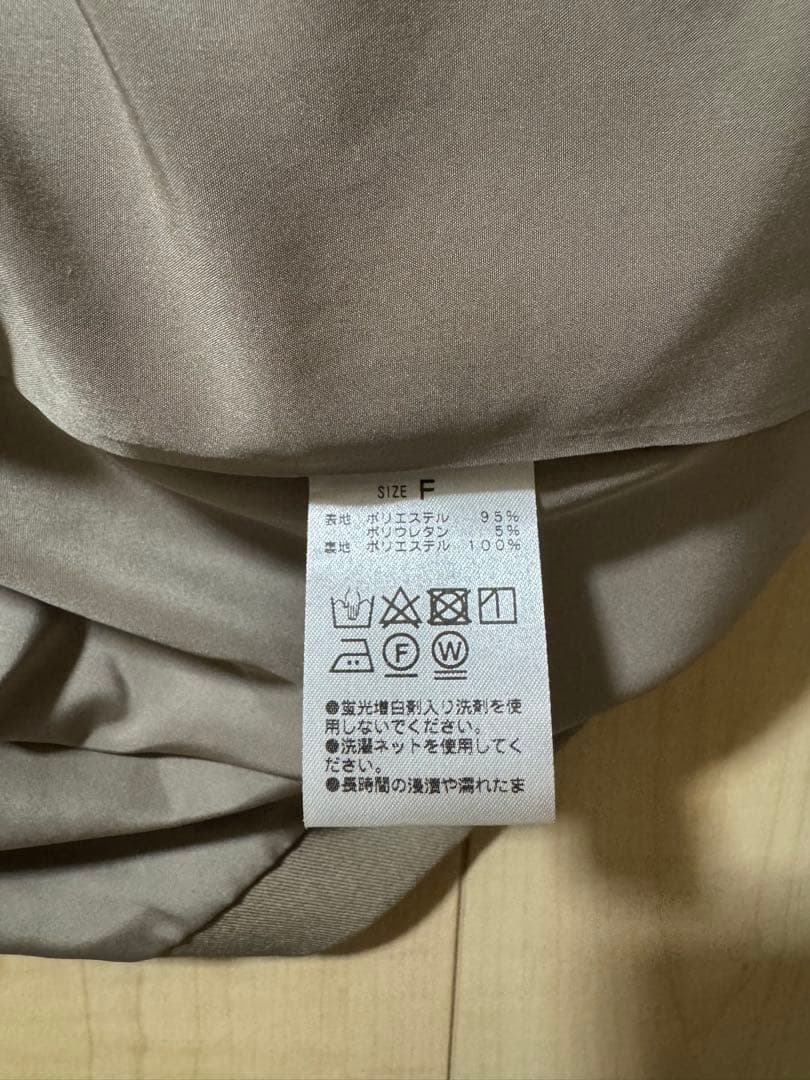 SIZE F
表地 ポリエステル 95%
ポリウレタン 5%
裏地 ポリエステル 100%
F W
●蛍光増白剤入り洗剤を使
用しないでください。
●洗濯ネットを使用してく
ださい。
●長時間の浸漬や濡れたま